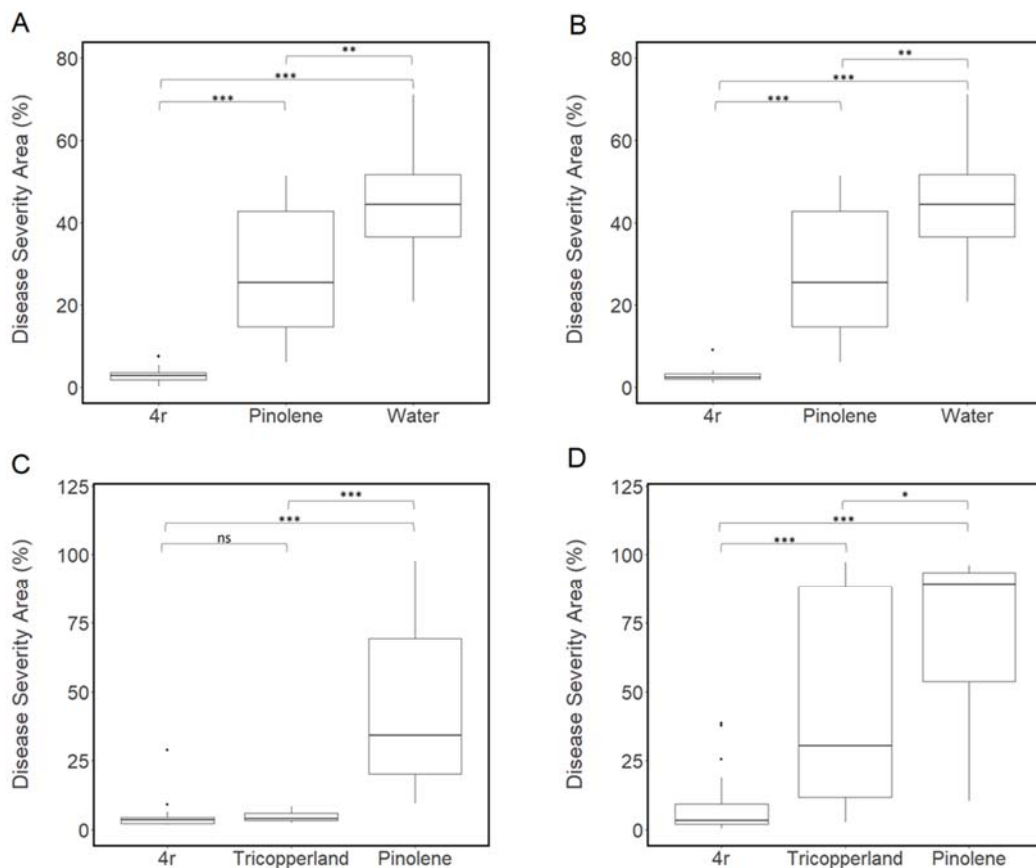 A
B
Disease Severity Area (%)
80
60
40
20
0
**
***
***
4r Pinolene Water
Disease Severity Area (%)
80
60
40
20
0
**
***
***
4r Pinolene Water
C
D
Disease Severity Area (%)
125
100
75
50
25
0
***
***
ns
4r Tricopperland Pinolene
Disease Severity Area (%)
125
100
75
50
25
0
*
***
***
4r Tricopperland Pinolene